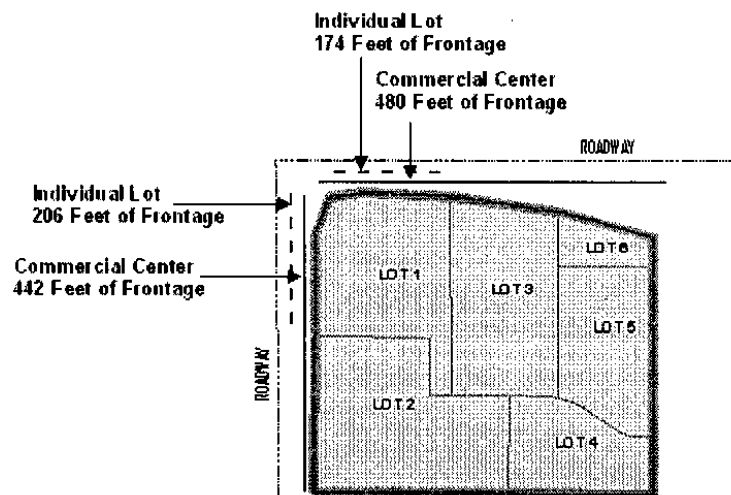 Individual Lot
174 Feet of Frontage
Commercial Center
480 Feet of Frontage
ROADWAY
Individual Lot
206 Feet of Frontage
Commercial Center
442 Feet of Frontage
LOT 6
LOT 1
LOT 3
LOT 5
ROADWAY
LOT 2
LOT 4